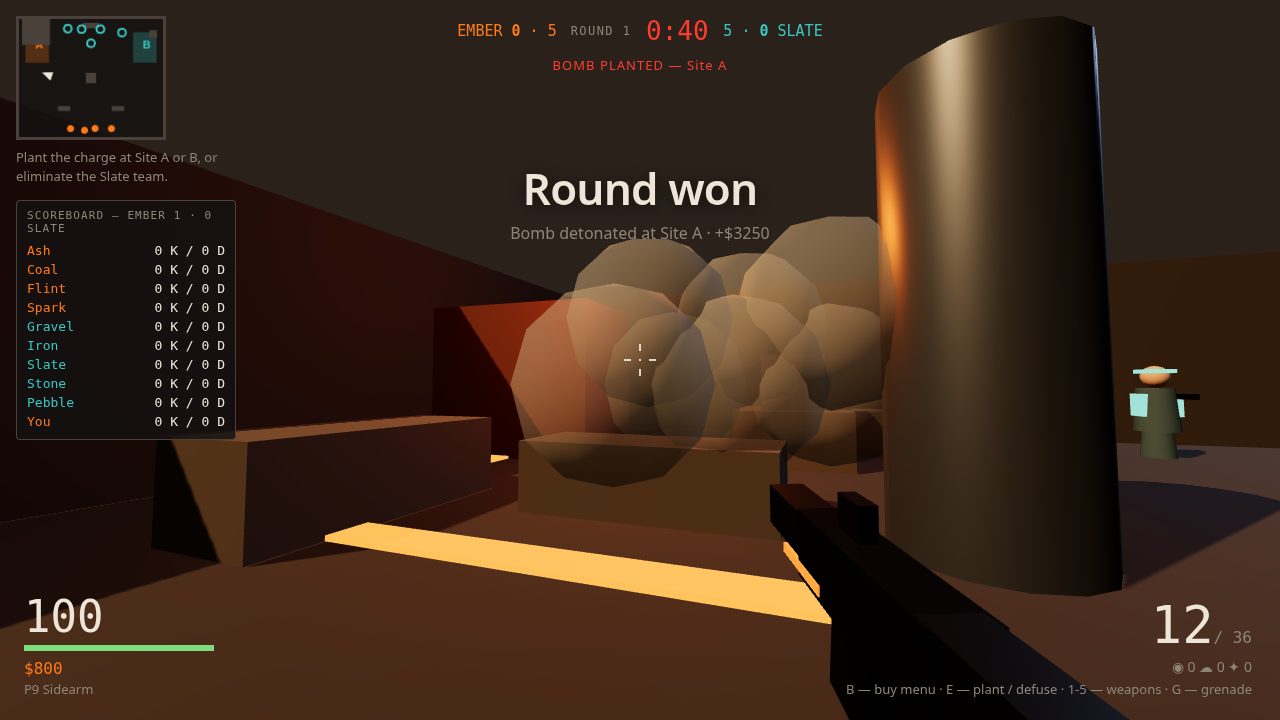 EMBER 0 · 5 ROUND 1 0:40 5 · 0 SLATE
BOMB PLANTED — Site A
A
B
Plant the charge at Site A or B, or
eliminate the Slate team.
SCOREBOARD — EMBER 1 · 0
SLATE
Ash 0 K / 0 D
Coal 0 K / 0 D
Flint 0 K / 0 D
Spark 0 K / 0 D
Gravel 0 K / 0 D
Iron 0 K / 0 D
Slate 0 K / 0 D
Stone 0 K / 0 D
Pebble 0 K / 0 D
You 0 K / 0 D
Round won
Bomb detonated at Site A · +$3250
100
$800
P9 Sidearm
12 / 36
◉ 0 ☁ 0 ✦ 0
B — buy menu · E — plant / defuse · 1-5 — weapons · G — grenade